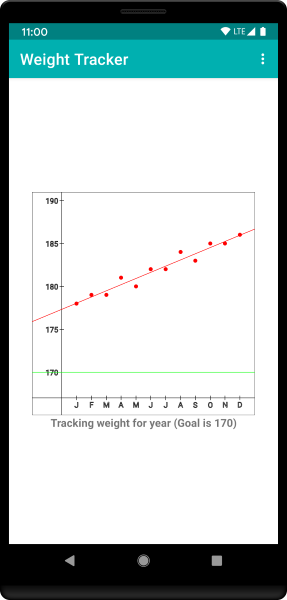 11:00 LTE
Weight Tracker
190
185
180
175
170
J F M A M J J A S O N D
Tracking weight for year (Goal is 170)